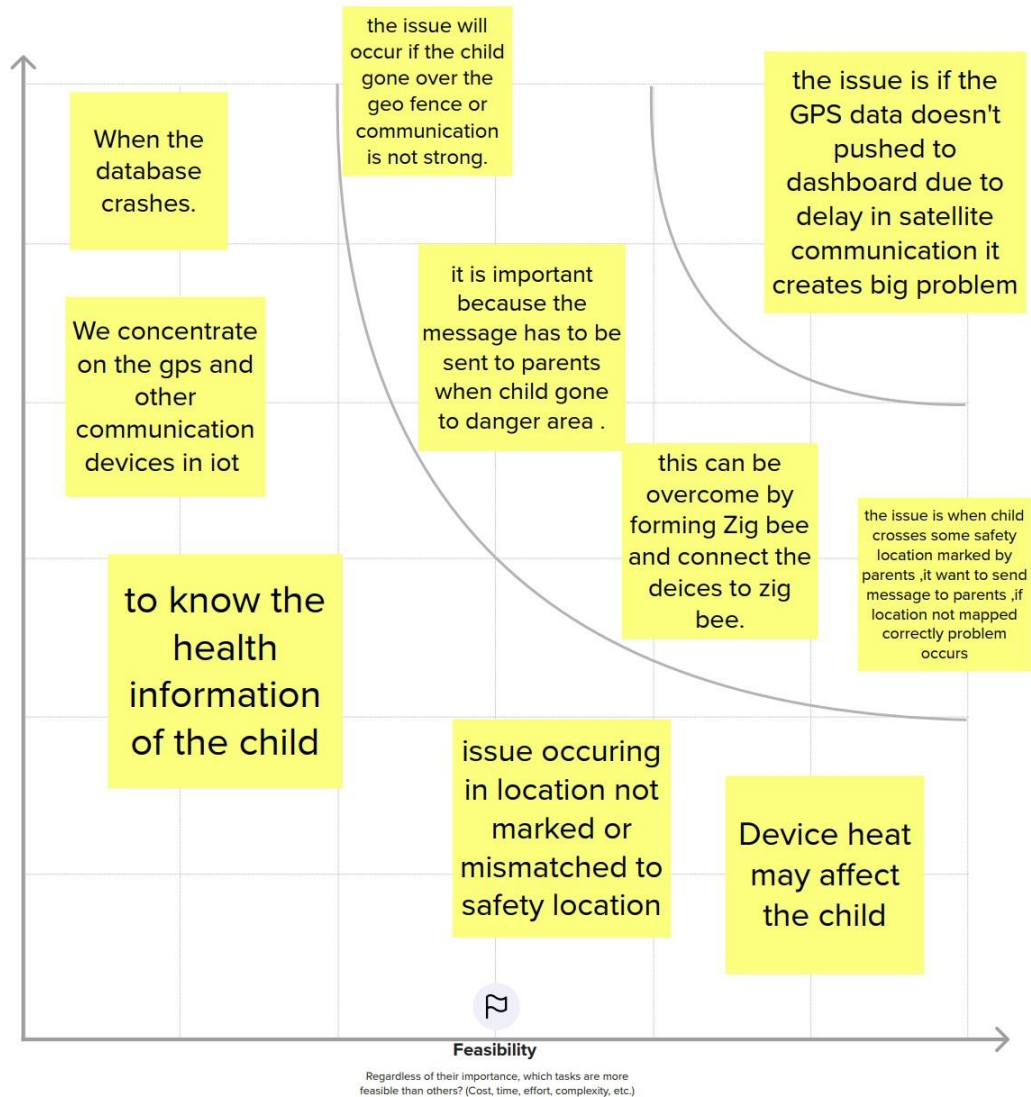 the issue will
occur if the child
gone over the
geo fence or
communication
is not strong.
the issue is if the
GPS data doesn't
pushed to
dashboard due to
delay in satellite
communication it
creates big problem
When the
database
crashes.
it is important
because the
message has to be
sent to parents
when child gone
to danger area .
We concentrate
on the gps and
other
communication
devices in iot
this can be
overcome by
forming Zig bee
and connect the
deices to zig
bee.
the issue is when child
crosses some safety
location marked by
parents ,it want to send
message to parents ,if
location not mapped
correctly problem
occurs
to know the
health
information
of the child
issue occuring
in location not
marked or
mismatched to
safety location
Device heat
may affect
the child
Feasibility
Regardless of their importance, which tasks are more
feasible than others? (Cost, time, effort, complexity, etc.)